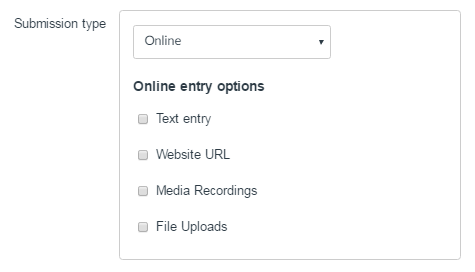 Submission type
Online
Online entry options
Text entry
Website URL
Media Recordings
File Uploads